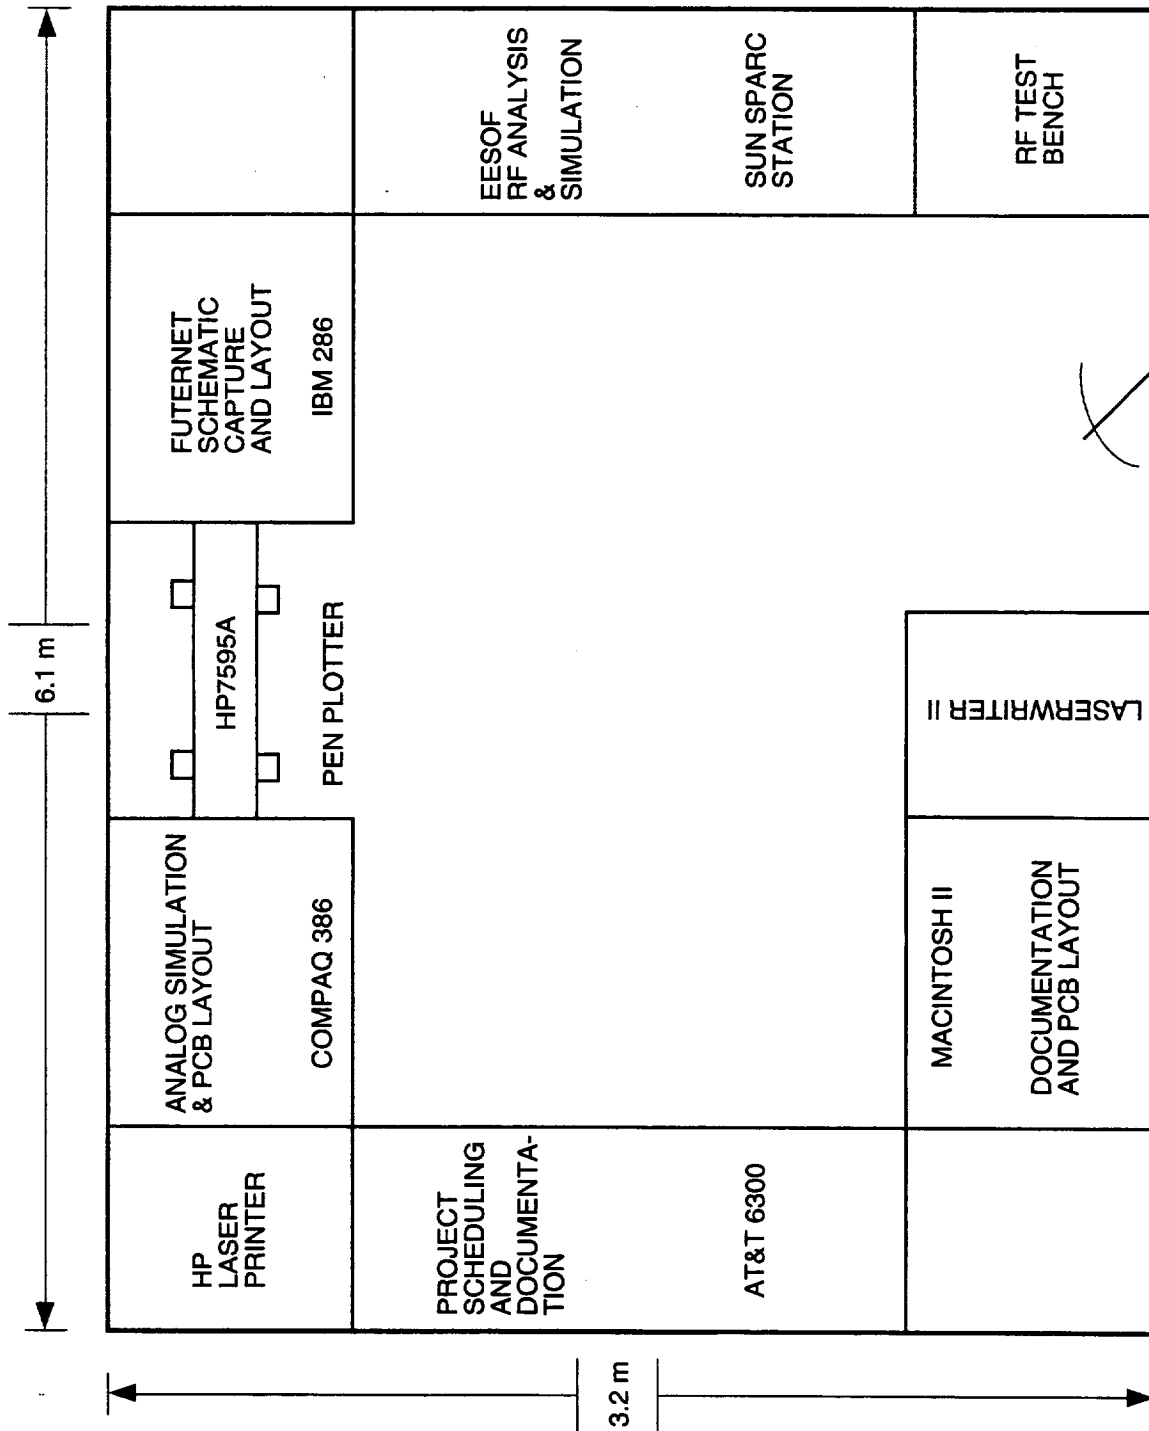 6.1 m
3.2 m
HP
LASER
PRINTER
ANALOG SIMULATION
& PCB LAYOUT
COMPAQ 386
HP7595A
PEN PLOTTER
FUTERNET
SCHEMATIC
CAPTURE
AND LAYOUT
IBM 286
PROJECT
SCHEDULING
AND
DOCUMENTA-
TION
AT&T 6300
EESOF
RF ANALYSIS
&
SIMULATION
SUN SPARC
STATION
MACINTOSH II
DOCUMENTATION
AND PCB LAYOUT
LASERWRITER II
RF TEST
BENCH